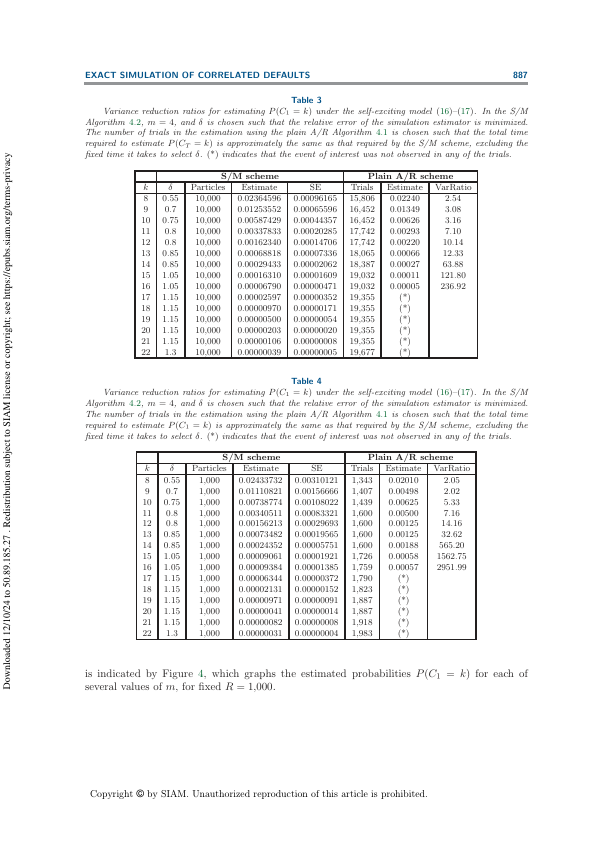 EXACT SIMULATION OF CORRELATED DEFAULTS 887
Table 3
Variance reduction ratios for estimating P(C₁ = k) under the self-exciting model (16)–(17). In the S/M
Algorithm 4.2, m = 4, and δ is chosen such that the relative error of the simulation estimator is minimized.
The number of trials in the estimation using the plain A/R Algorithm 4.1 is chosen such that the total time
required to estimate P(C_T = k) is approximately the same as that required by the S/M scheme, excluding the
fixed time it takes to select δ. (*) indicates that the event of interest was not observed in any of the trials.
S/M scheme Plain A/R scheme
k δ Particles Estimate SE Trials Estimate VarRatio
8 0.55 10,000 0.02364596 0.00096165 15,806 0.02240 2.54
9 0.7 10,000 0.01253552 0.00065596 16,452 0.01349 3.08
10 0.75 10,000 0.00587429 0.00044357 16,452 0.00626 3.16
11 0.8 10,000 0.00337833 0.00020285 17,742 0.00293 7.10
12 0.8 10,000 0.00162340 0.00014706 17,742 0.00220 10.14
13 0.85 10,000 0.00068818 0.00007336 18,065 0.00066 12.33
14 0.85 10,000 0.00029433 0.00002062 18,387 0.00027 63.88
15 1.05 10,000 0.00016310 0.00001609 19,032 0.00011 121.80
16 1.05 10,000 0.00006790 0.00000471 19,032 0.00005 236.92
17 1.15 10,000 0.00002597 0.00000352 19,355 (*)
18 1.15 10,000 0.00000970 0.00000171 19,355 (*)
19 1.15 10,000 0.00000500 0.00000054 19,355 (*)
20 1.15 10,000 0.00000203 0.00000020 19,355 (*)
21 1.15 10,000 0.00000106 0.00000008 19,355 (*)
22 1.3 10,000 0.00000039 0.00000005 19,677 (*)
Table 4
Variance reduction ratios for estimating P(C₁ = k) under the self-exciting model (16)–(17). In the S/M
Algorithm 4.2, m = 4, and δ is chosen such that the relative error of the simulation estimator is minimized.
The number of trials in the estimation using the plain A/R Algorithm 4.1 is chosen such that the total time
required to estimate P(C₁ = k) is approximately the same as that required by the S/M scheme, excluding the
fixed time it takes to select δ. (*) indicates that the event of interest was not observed in any of the trials.
S/M scheme Plain A/R scheme
k δ Particles Estimate SE Trials Estimate VarRatio
8 0.55 1,000 0.02433732 0.00310121 1,343 0.02010 2.05
9 0.7 1,000 0.01110821 0.00156666 1,407 0.00498 2.02
10 0.75 1,000 0.00738774 0.00108022 1,439 0.00625 5.33
11 0.8 1,000 0.00340511 0.00083321 1,600 0.00500 7.16
12 0.8 1,000 0.00156213 0.00029693 1,600 0.00125 14.16
13 0.85 1,000 0.00073482 0.00019565 1,600 0.00125 32.62
14 0.85 1,000 0.00024352 0.00005751 1,600 0.00188 565.20
15 1.05 1,000 0.00009061 0.00001921 1,726 0.00058 1562.75
16 1.05 1,000 0.00009384 0.00001385 1,759 0.00057 2951.99
17 1.15 1,000 0.00006344 0.00000372 1,790 (*)
18 1.15 1,000 0.00002131 0.00000152 1,823 (*)
19 1.15 1,000 0.00000971 0.00000091 1,887 (*)
20 1.15 1,000 0.00000041 0.00000014 1,887 (*)
21 1.15 1,000 0.00000082 0.00000008 1,918 (*)
22 1.3 1,000 0.00000031 0.00000004 1,983 (*)
is indicated by Figure 4, which graphs the estimated probabilities P(C₁ = k) for each of
several values of m, for fixed R = 1,000.
Copyright © by SIAM. Unauthorized reproduction of this article is prohibited.
Downloaded 12/10/24 to 50.89.185.27 . Redistribution subject to SIAM license or copyright; see https://epubs.siam.org/terms-privacy